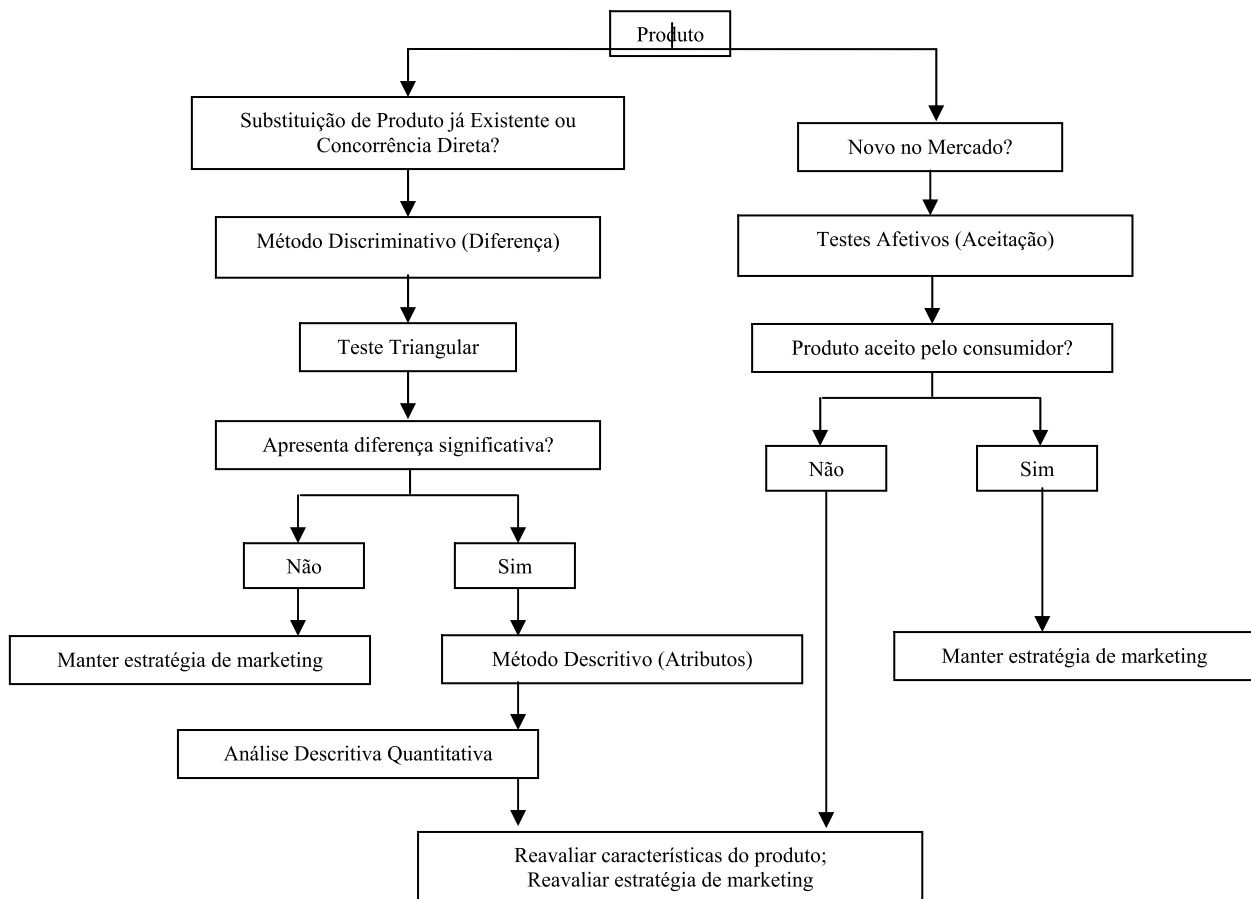 Produto
Substituição de Produto já Existente ou
Concorrência Direta?
Novo no Mercado?
Método Discriminativo (Diferença)
Testes Afetivos (Aceitação)
Teste Triangular
Produto aceito pelo consumidor?
Apresenta diferença significativa?
Não
Sim
Não
Sim
Manter estratégia de marketing
Método Descritivo (Atributos)
Manter estratégia de marketing
Análise Descritiva Quantitativa
Reavaliar características do produto;
Reavaliar estratégia de marketing